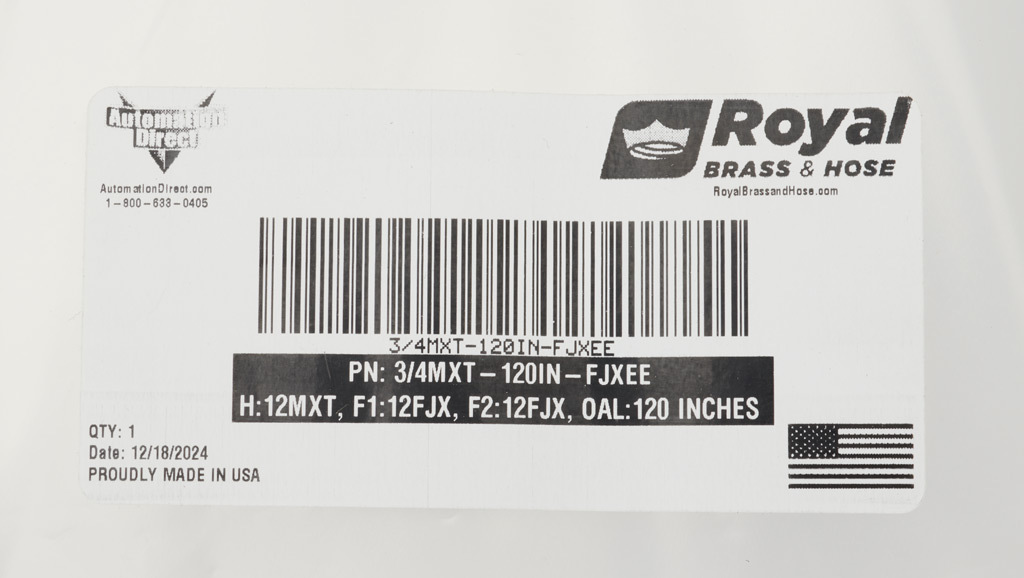 Automation
Direct
AutomationDirect.com
1-800-633-0405
Royal
BRASS & HOSE
RoyalBrassandHose.com
3/4MXT-120IN-FJXEE
PN: 3/4MXT-120IN-FJXEE
H:12MXT, F1:12FJX, F2:12FJX, OAL:120 INCHES
QTY: 1
Date: 12/18/2024
PROUDLY MADE IN USA